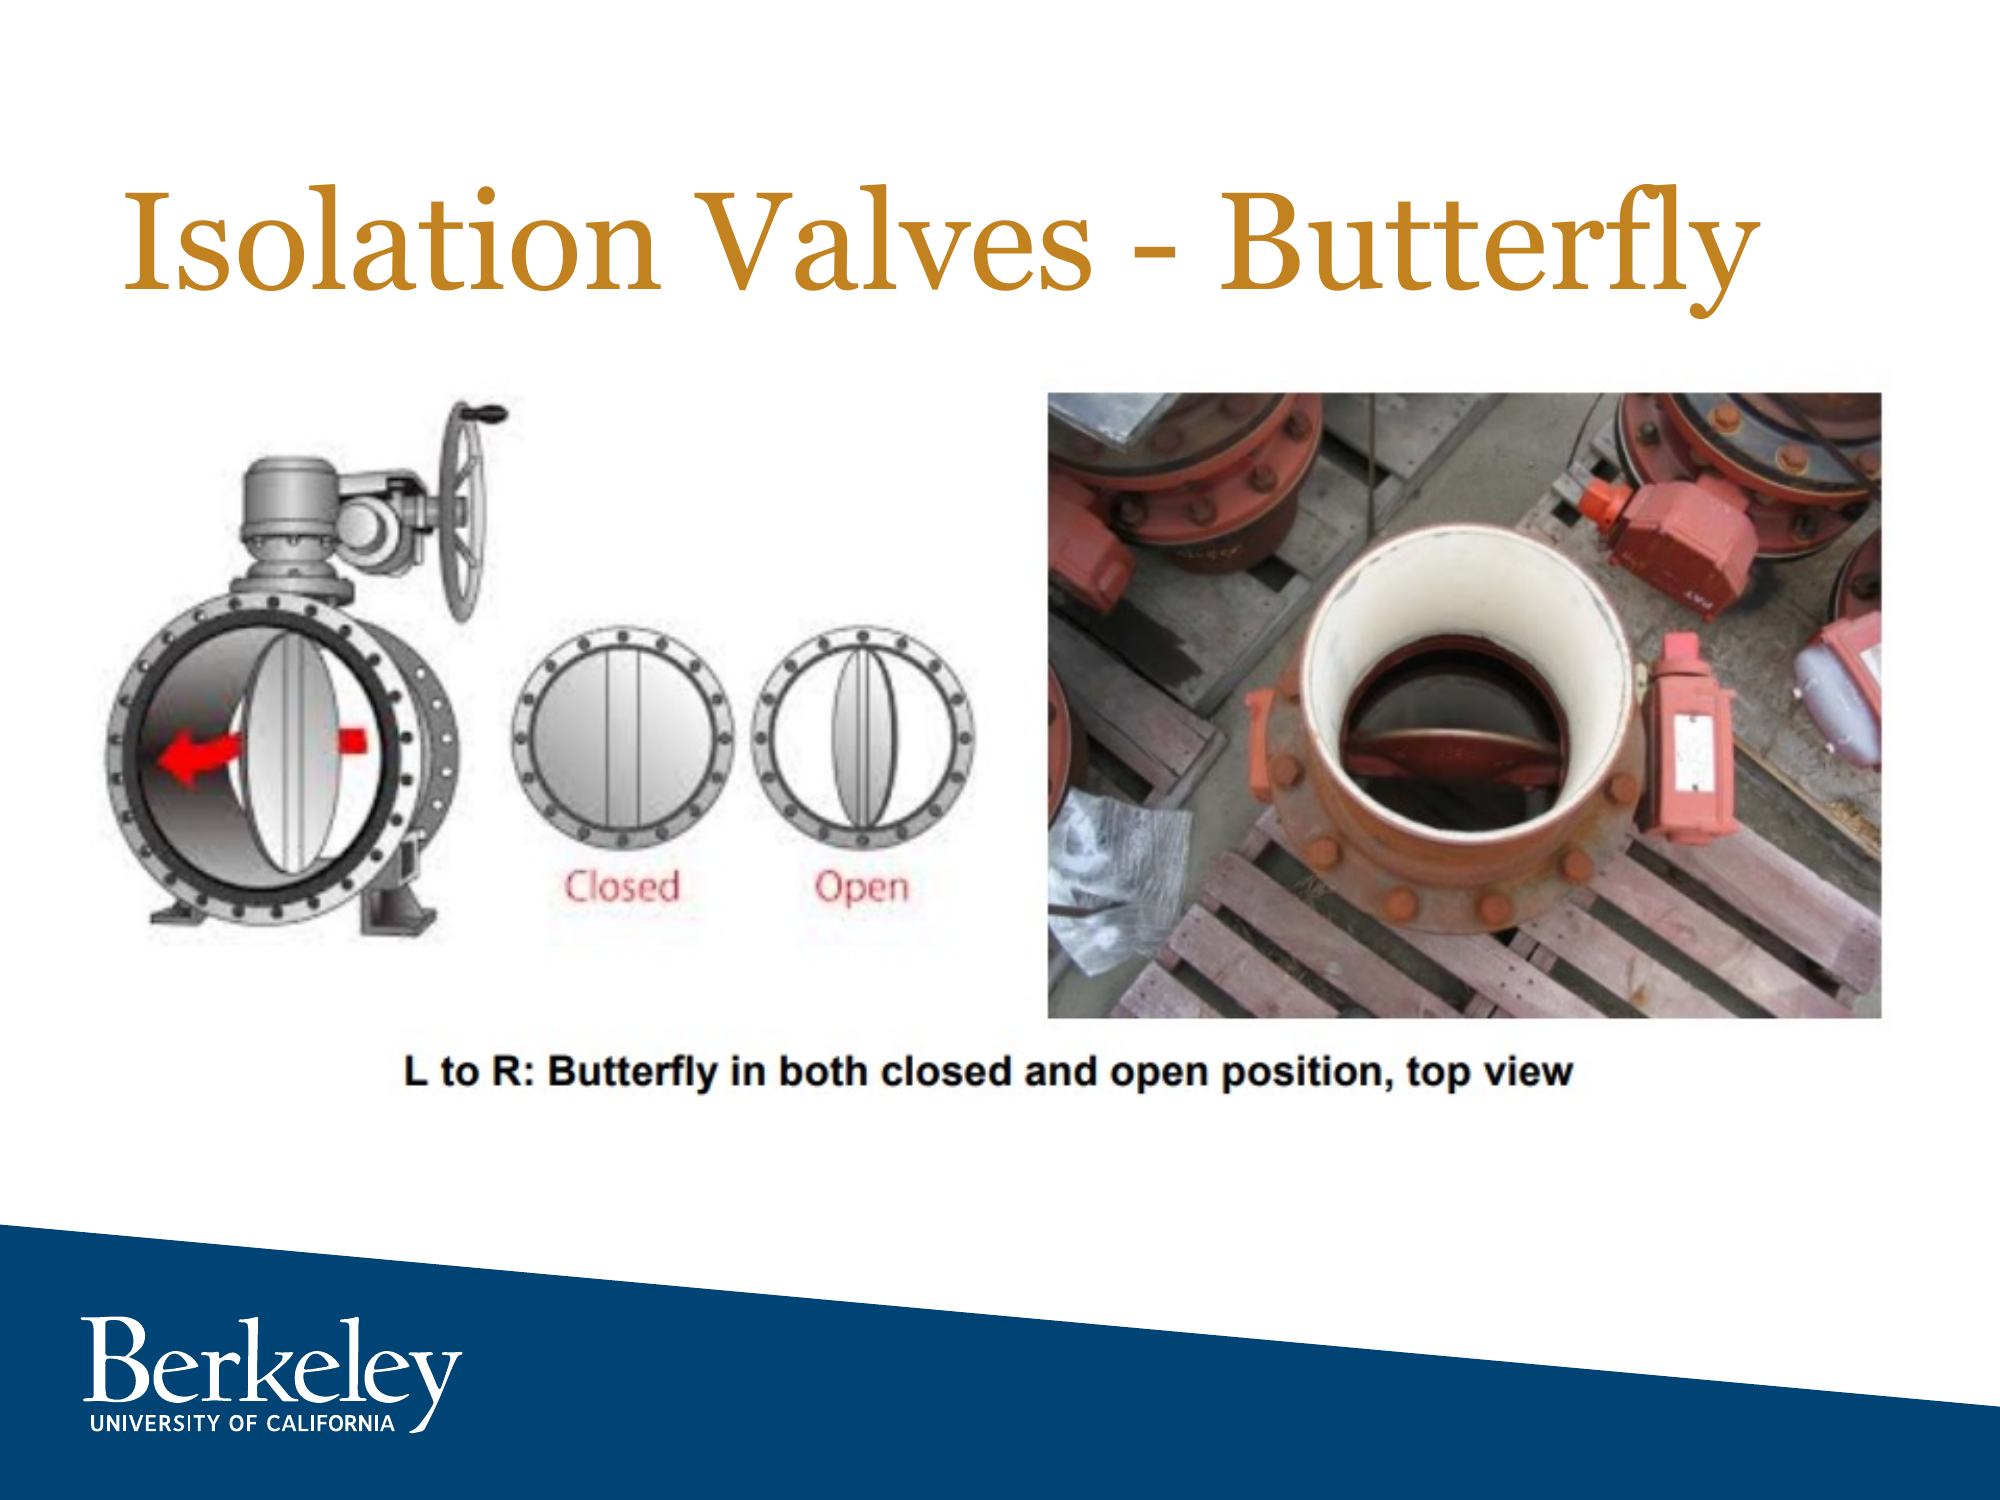 Isolation Valves - Butterfly
Closed
Open
L to R: Butterfly in both closed and open position, top view
Berkeley
UNIVERSITY OF CALIFORNIA